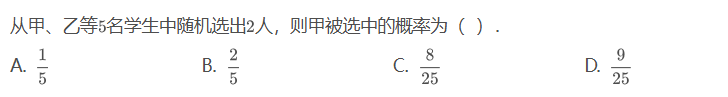 从甲、乙等5名学生中随机选出2人，则甲被选中的概率为（ ）.
A. 1/5 B. 2/5 C. 8/25 D. 9/25